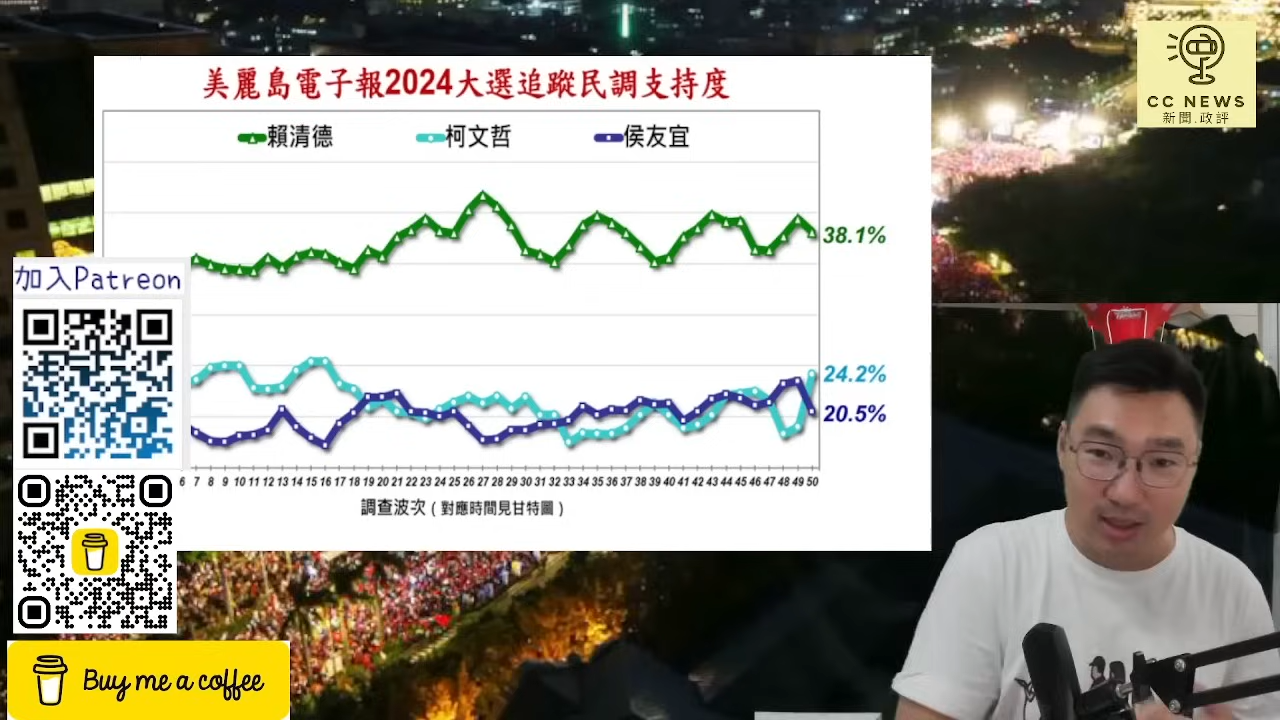 美麗島電子報2024大選追蹤民調支持度
賴清德 柯文哲 侯友宜
38.1%
24.2%
20.5%
6 7 8 9 10 11 12 13 14 15 16 17 18 19 20 21 22 23 24 25 26 27 28 29 30 31 32 33 34 35 36 37 38 39 40 41 42 43 44 45 46 47 48 49 50
調查波次 ( 對應時間見甘特圖 )
CC NEWS
新聞.政評
加入Patreon
Buy me a coffee